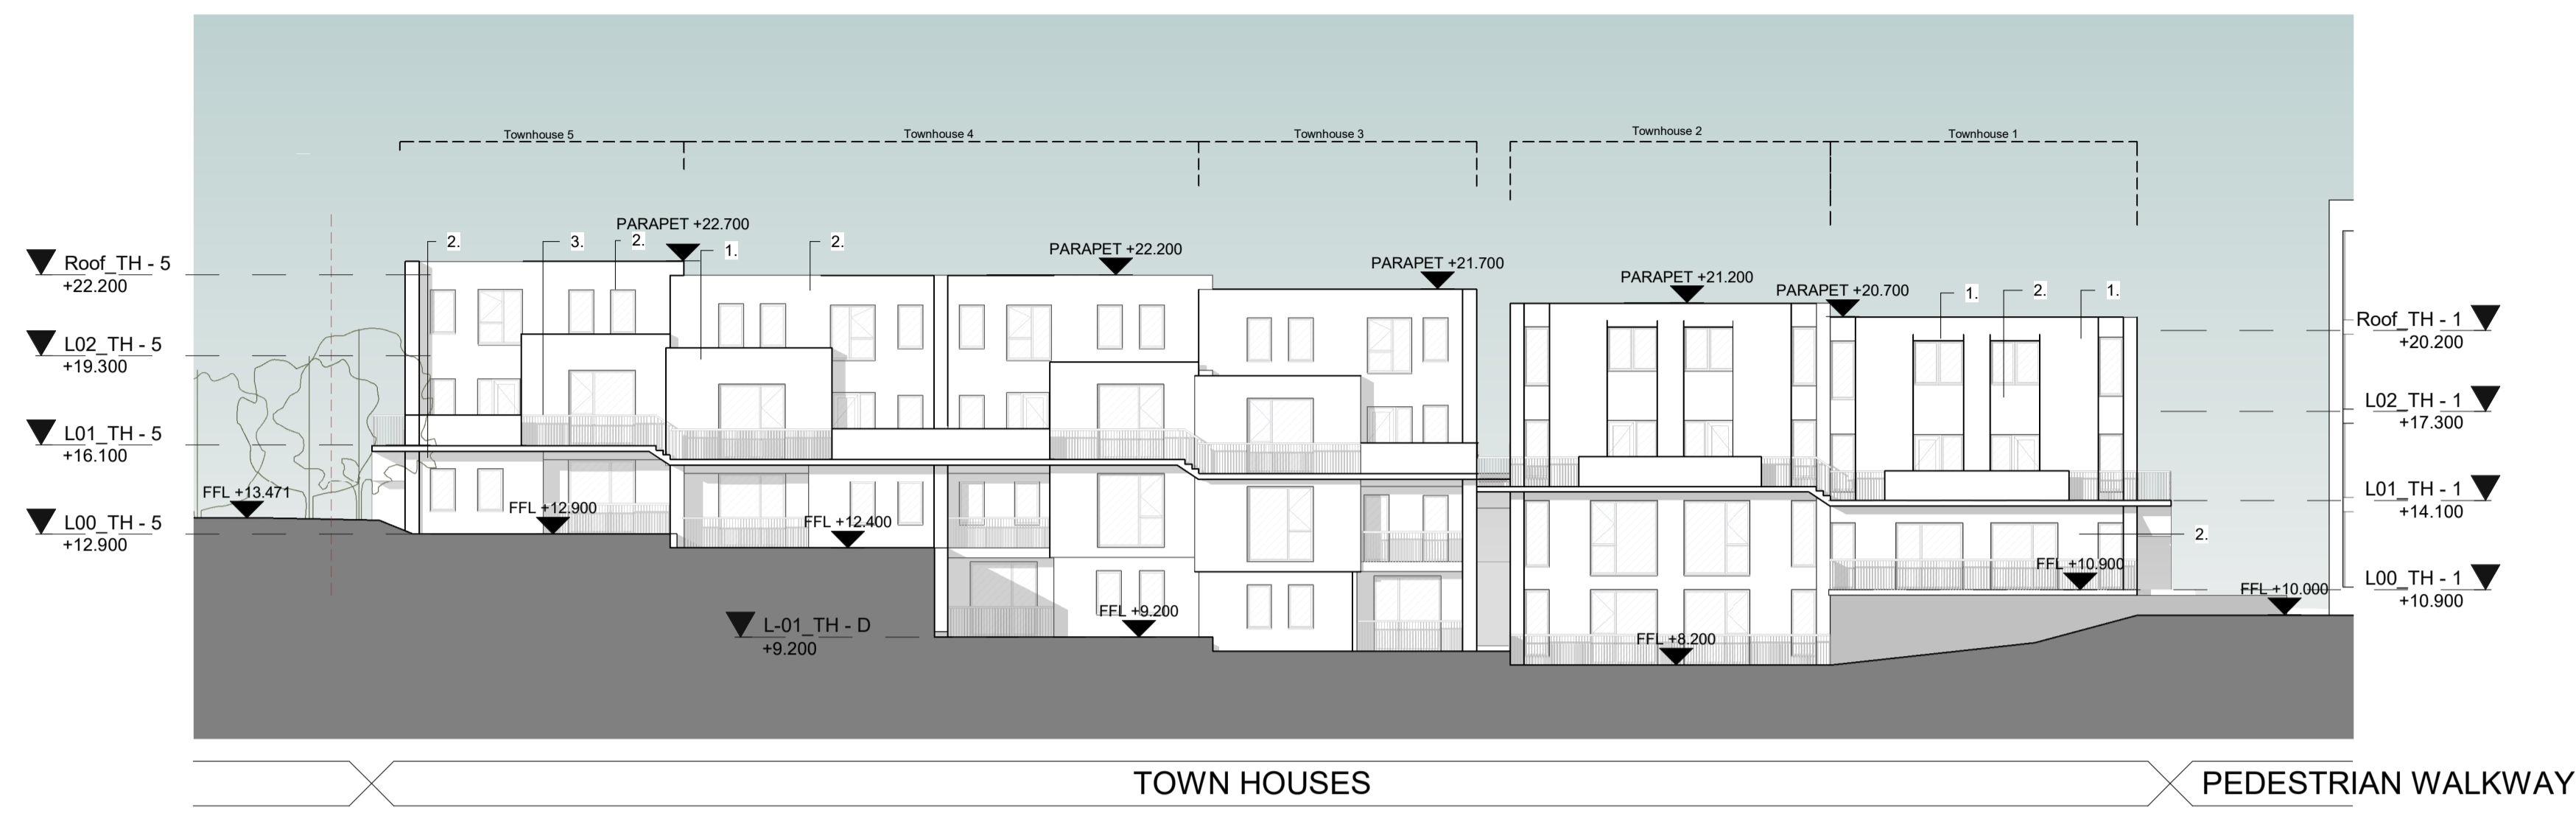 Townhouse 5
Townhouse 4
Townhouse 3
Townhouse 2
Townhouse 1
PARAPET +22.700
2.
3.
2.
1.
2.
PARAPET +22.200
PARAPET +21.700
PARAPET +21.200
PARAPET +20.700
1.
2.
1.
Roof_TH - 5
+22.200
L02_TH - 5
+19.300
L01_TH - 5
+16.100
L00_TH - 5
+12.900
Roof_TH - 1
+20.200
L02_TH - 1
+17.300
L01_TH - 1
+14.100
L00_TH - 1
+10.900
FFL +13.471
FFL +12.900
FFL +12.400
2.
FFL +10.900
FFL +10.000
FFL +9.200
FFL +8.200
L-01_TH - D
+9.200
TOWN HOUSES
PEDESTRIAN WALKWAY